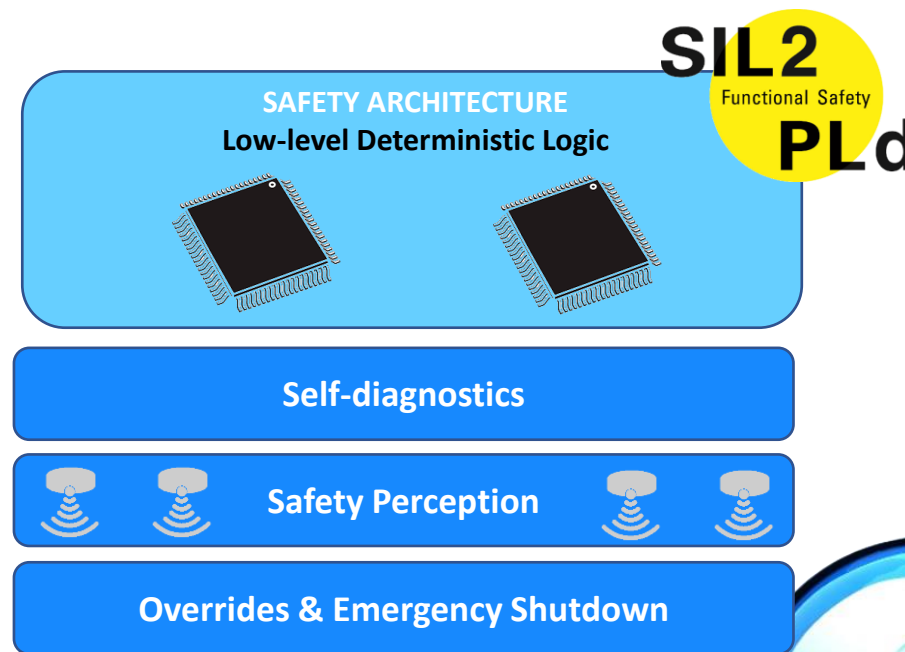 SIL2
Functional Safety
PLd
SAFETY ARCHITECTURE
Low-level Deterministic Logic
Self-diagnostics
Safety Perception
Overrides & Emergency Shutdown